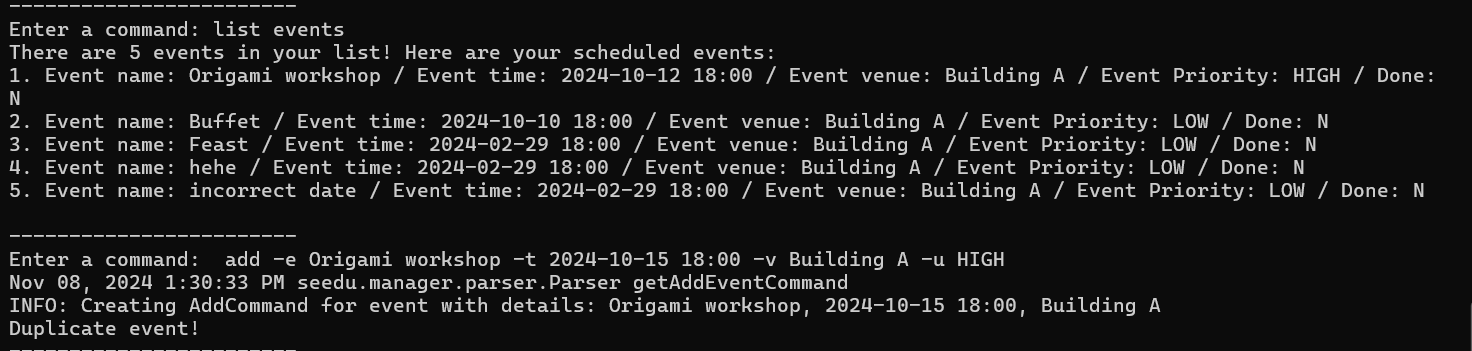 ------------------------
Enter a command: list events
There are 5 events in your list! Here are your scheduled events:
1. Event name: Origami workshop / Event time: 2024-10-12 18:00 / Event venue: Building A / Event Priority: HIGH / Done:
N
2. Event name: Buffet / Event time: 2024-10-10 18:00 / Event venue: Building A / Event Priority: LOW / Done: N
3. Event name: Feast / Event time: 2024-02-29 18:00 / Event venue: Building A / Event Priority: LOW / Done: N
4. Event name: hehe / Event time: 2024-02-29 18:00 / Event venue: Building A / Event Priority: LOW / Done: N
5. Event name: incorrect date / Event time: 2024-02-29 18:00 / Event venue: Building A / Event Priority: LOW / Done: N
------------------------
Enter a command:  add -e Origami workshop -t 2024-10-15 18:00 -v Building A -u HIGH
Nov 08, 2024 1:30:33 PM seedu.manager.parser.Parser getAddEventCommand
INFO: Creating AddCommand for event with details: Origami workshop, 2024-10-15 18:00, Building A
Duplicate event!
------------------------